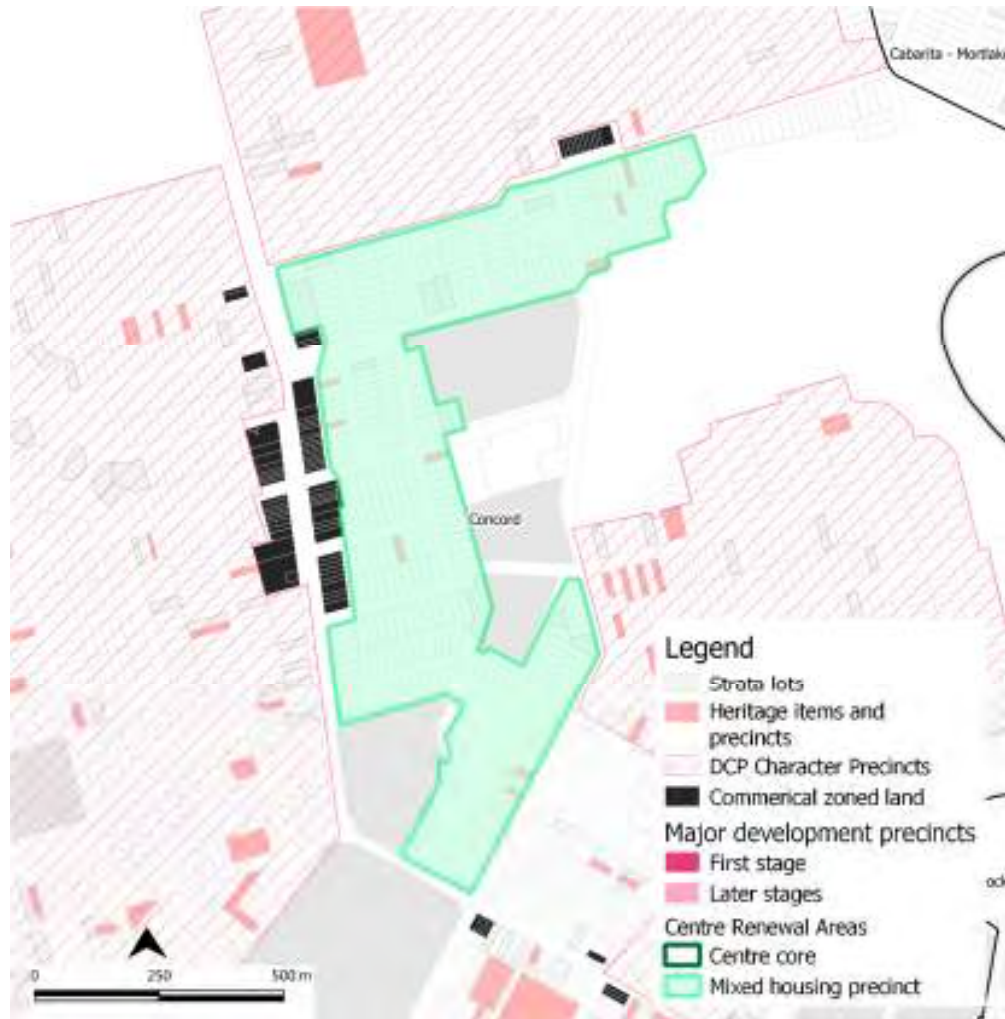 Cabarita - Mortlak
Concord
Legend
Strata lots
Heritage items and
precincts
DCP Character Precincts
Commerical zoned land
Major development precincts
First stage
Later stages
Centre Renewal Areas
Centre core
Mixed housing precinct
0 250 500 m